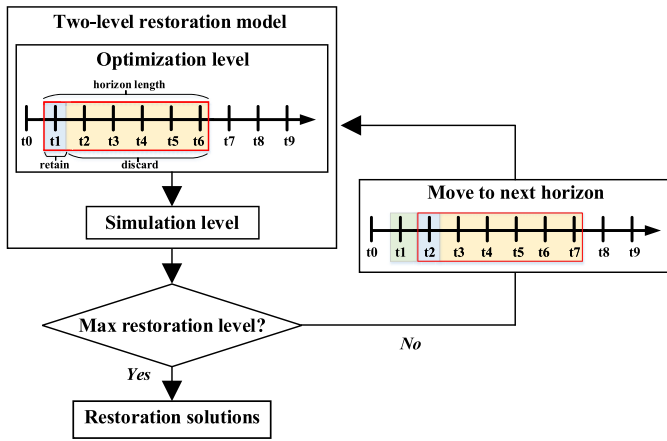 Two-level restoration model
Optimization level
horizon length
t0 t1 t2 t3 t4 t5 t6 t7 t8 t9
retain discard
Simulation level
Move to next horizon
t0 t1 t2 t3 t4 t5 t6 t7 t8 t9
Max restoration level?
No
Yes
Restoration solutions